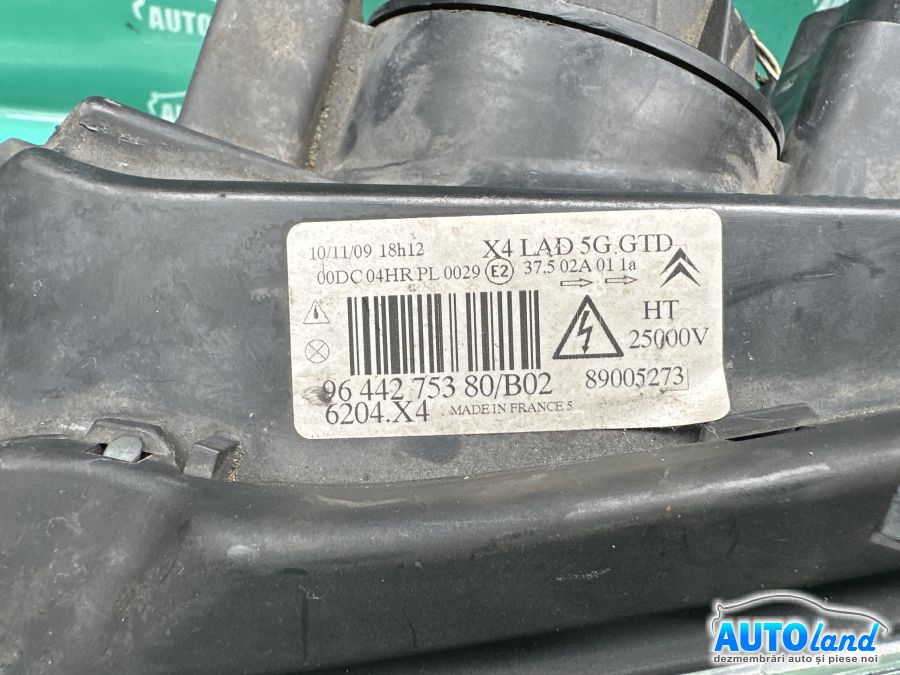 AUTOla
10/11/09 18h12 X4 LAD 5G GTD
00DC 04HR PL 0029 E2 37,5 02A 01 1a
HT
25000V
96 442 753 80/B02 89005273
6204.X4 MADE IN FRANCE 5
AUTOland
dezmembrări auto și piese noi